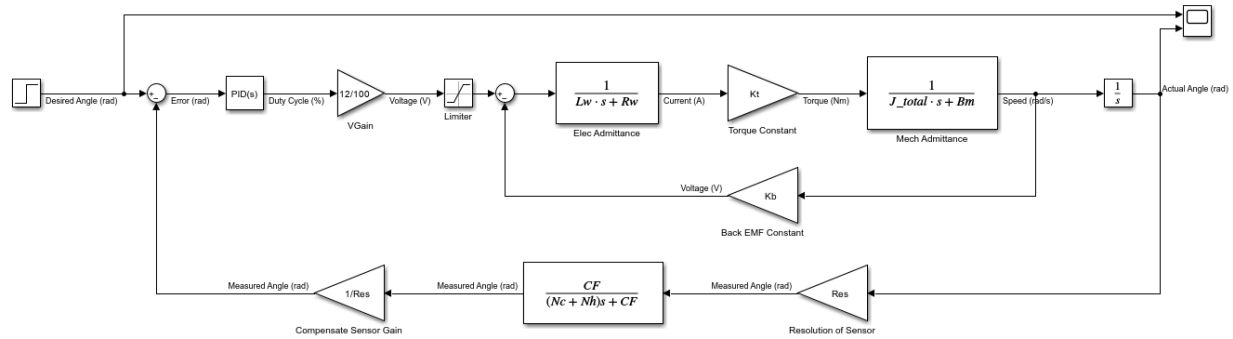 Desired Angle (rad)
+
−
Error (rad)
PID(s)
Duty Cycle (%)
12/100
VGain
Voltage (V)
Limiter
+
−
1
Lw · s + Rw
Elec Admittance
Current (A)
Kt
Torque Constant
Torque (Nm)
1
J_total · s + Bm
Mech Admittance
Speed (rad/s)
1
s
Actual Angle (rad)
Voltage (V)
Kb
Back EMF Constant
Measured Angle (rad)
1/Res
Compensate Sensor Gain
Measured Angle (rad)
CF
(Nc + Nh)s + CF
Measured Angle (rad)
Res
Resolution of Sensor